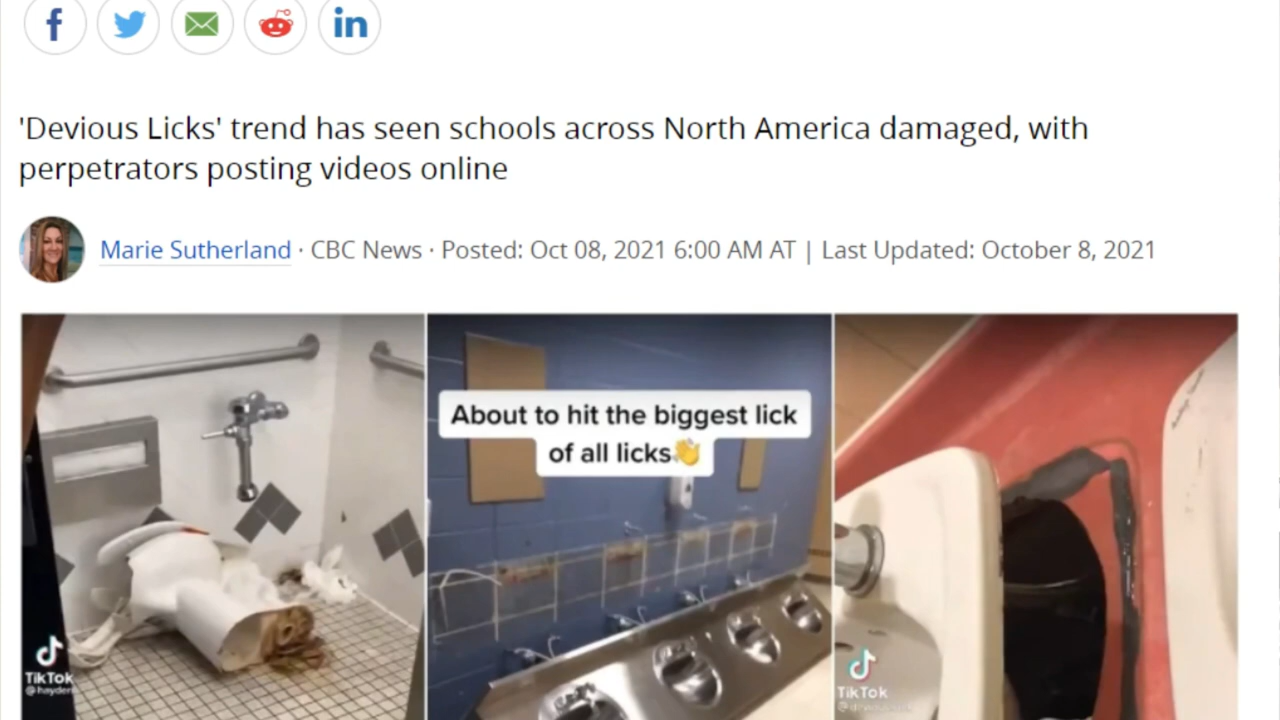 'Devious Licks' trend has seen schools across North America damaged, with
perpetrators posting videos online
Marie Sutherland · CBC News · Posted: Oct 08, 2021 6:00 AM AT | Last Updated: October 8, 2021
About to hit the biggest lick
of all licks👋
TikTok
@hayden
TikTok